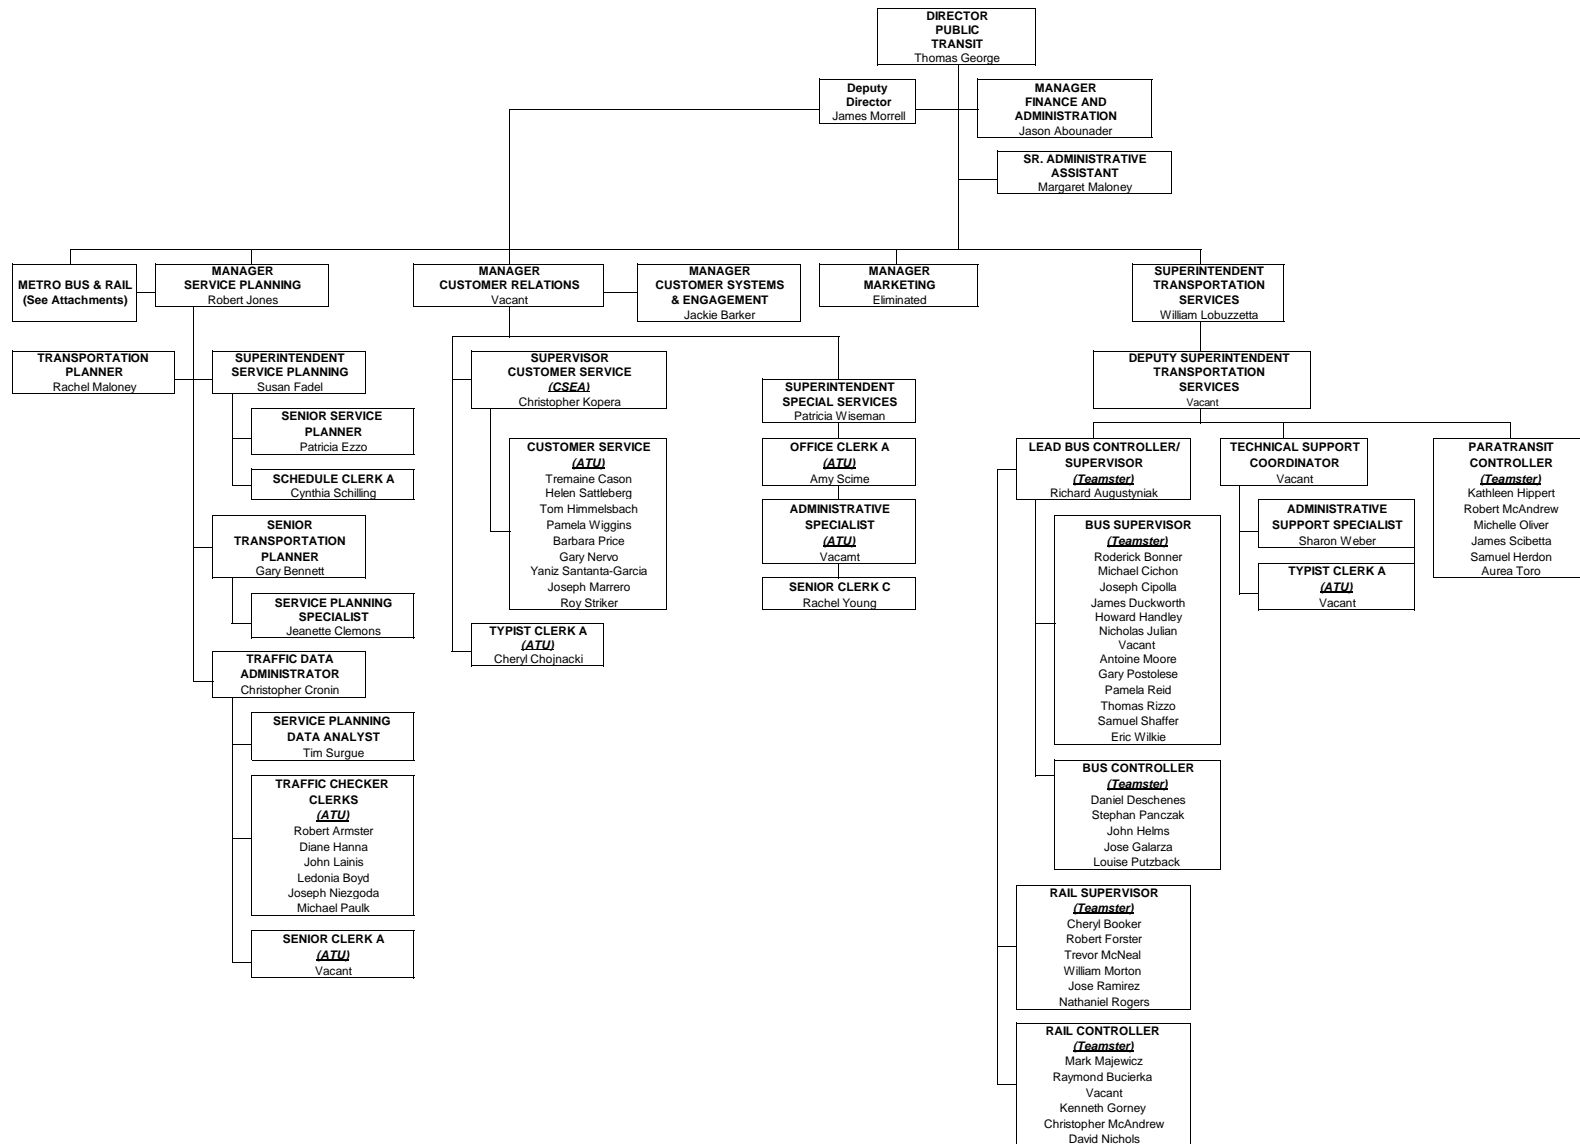 DIRECTOR
PUBLIC
TRANSIT
Thomas George
Deputy
Director
James Morrell
MANAGER
FINANCE AND
ADMINISTRATION
Jason Abounader
SR. ADMINISTRATIVE
ASSISTANT
Margaret Maloney
METRO BUS & RAIL
(See Attachments)
MANAGER
SERVICE PLANNING
Robert Jones
MANAGER
CUSTOMER RELATIONS
Vacant
MANAGER
CUSTOMER SYSTEMS
& ENGAGEMENT
Jackie Barker
MANAGER
MARKETING
Eliminated
SUPERINTENDENT
TRANSPORTATION
SERVICES
William Lobuzzetta
TRANSPORTATION
PLANNER
Rachel Maloney
SUPERINTENDENT
SERVICE PLANNING
Susan Fadel
SENIOR SERVICE
PLANNER
Patricia Ezzo
SCHEDULE CLERK A
Cynthia Schilling
SENIOR
TRANSPORTATION
PLANNER
Gary Bennett
SERVICE PLANNING
SPECIALIST
Jeanette Clemons
TRAFFIC DATA
ADMINISTRATOR
Christopher Cronin
SERVICE PLANNING
DATA ANALYST
Tim Surgue
TRAFFIC CHECKER
CLERKS
(ATU)
Robert Armster
Diane Hanna
John Lainis
Ledonia Boyd
Joseph Niezgoda
Michael Paulk
SENIOR CLERK A
(ATU)
Vacant
SUPERVISOR
CUSTOMER SERVICE
(CSEA)
Christopher Kopera
CUSTOMER SERVICE
(ATU)
Tremaine Cason
Helen Sattleberg
Tom Himmelsbach
Pamela Wiggins
Barbara Price
Gary Nervo
Yaniz Santanta-Garcia
Joseph Marrero
Roy Striker
TYPIST CLERK A
(ATU)
Cheryl Chojnacki
SUPERINTENDENT
SPECIAL SERVICES
Patricia Wiseman
OFFICE CLERK A
(ATU)
Amy Scime
ADMINISTRATIVE
SPECIALIST
(ATU)
Vacamt
SENIOR CLERK C
Rachel Young
DEPUTY SUPERINTENDENT
TRANSPORTATION
SERVICES
Vacant
LEAD BUS CONTROLLER/
SUPERVISOR
(Teamster)
Richard Augustyniak
BUS SUPERVISOR
(Teamster)
Roderick Bonner
Michael Cichon
Joseph Cipolla
James Duckworth
Howard Handley
Nicholas Julian
Vacant
Antoine Moore
Gary Postolese
Pamela Reid
Thomas Rizzo
Samuel Shaffer
Eric Wilkie
BUS CONTROLLER
(Teamster)
Daniel Deschenes
Stephan Panczak
John Helms
Jose Galarza
Louise Putzback
RAIL SUPERVISOR
(Teamster)
Cheryl Booker
Robert Forster
Trevor McNeal
William Morton
Jose Ramirez
Nathaniel Rogers
RAIL CONTROLLER
(Teamster)
Mark Majewicz
Raymond Bucierka
Vacant
Kenneth Gorney
Christopher McAndrew
David Nichols
TECHNICAL SUPPORT
COORDINATOR
Vacant
ADMINISTRATIVE
SUPPORT SPECIALIST
Sharon Weber
TYPIST CLERK A
(ATU)
Vacant
PARATRANSIT
CONTROLLER
(Teamster)
Kathleen Hippert
Robert McAndrew
Michelle Oliver
James Scibetta
Samuel Herdon
Aurea Toro